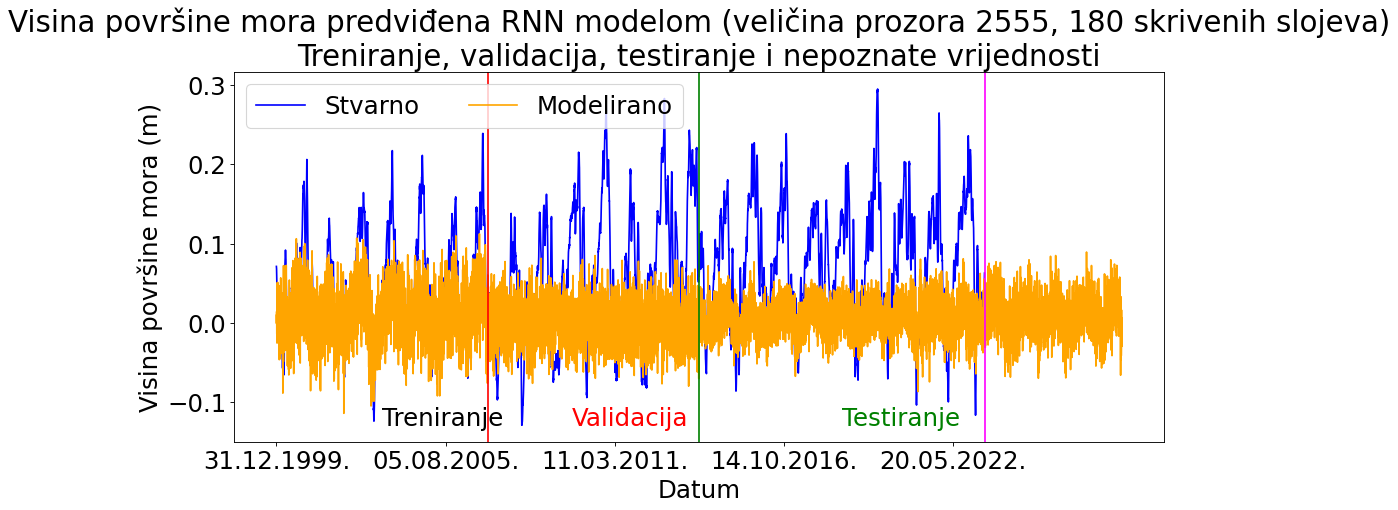 Visina površine mora predviđena RNN modelom (veličina prozora 2555, 180 skrivenih slojeva)
Treniranje, validacija, testiranje i nepoznate vrijednosti
Stvarno Modelirano
Visina površine mora (m)
0.3
0.2
0.1
0.0
−0.1
Treniranje Validacija Testiranje
31.12.1999. 05.08.2005. 11.03.2011. 14.10.2016. 20.05.2022.
Datum